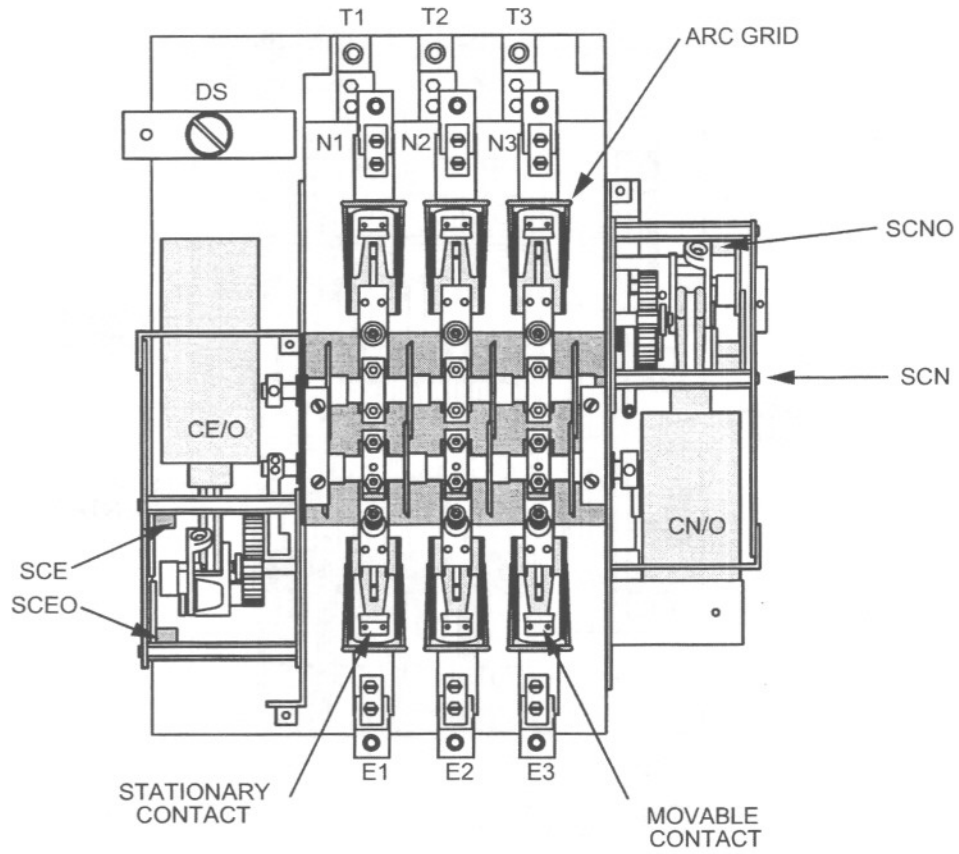 T1 T2 T3
ARC GRID
DS
N1 N2 N3
SCNO
SCN
CE/O
CN/O
SCE
SCEO
E1 E2 E3
STATIONARY
CONTACT
MOVABLE
CONTACT